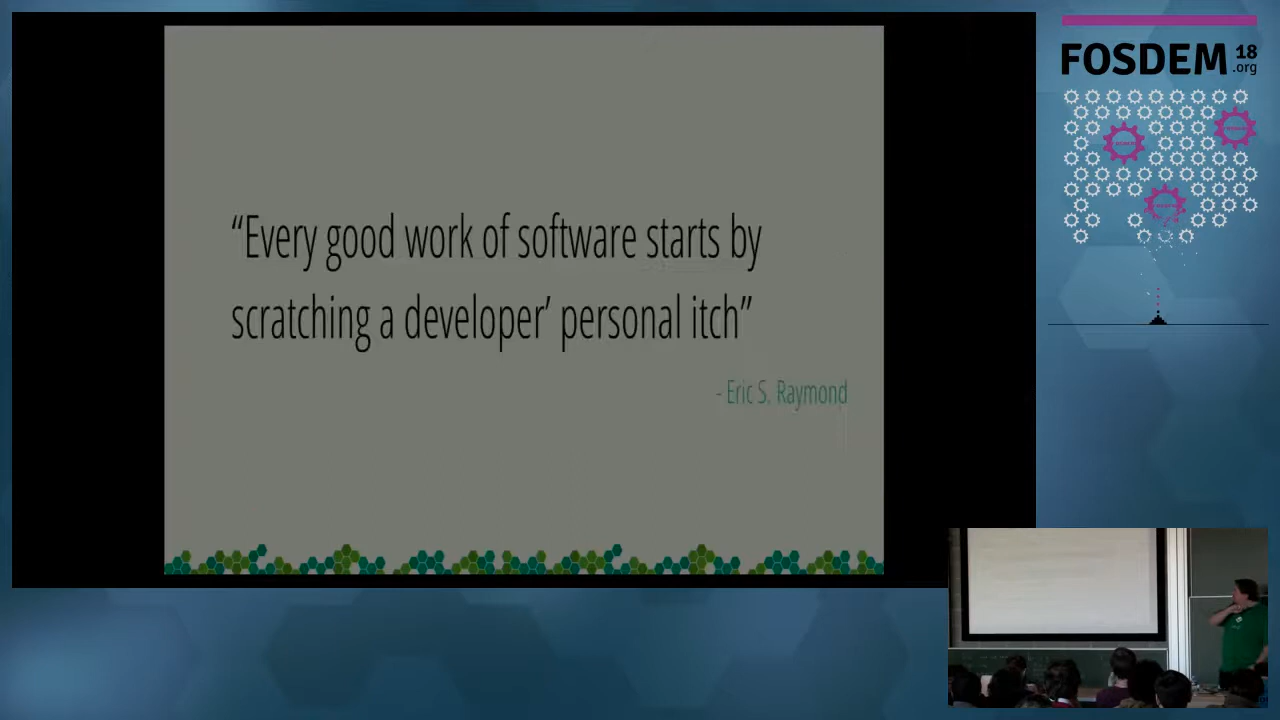 “Every good work of software starts by
scratching a developer’ personal itch”
- Eric S. Raymond
FOSDEM 18
.org